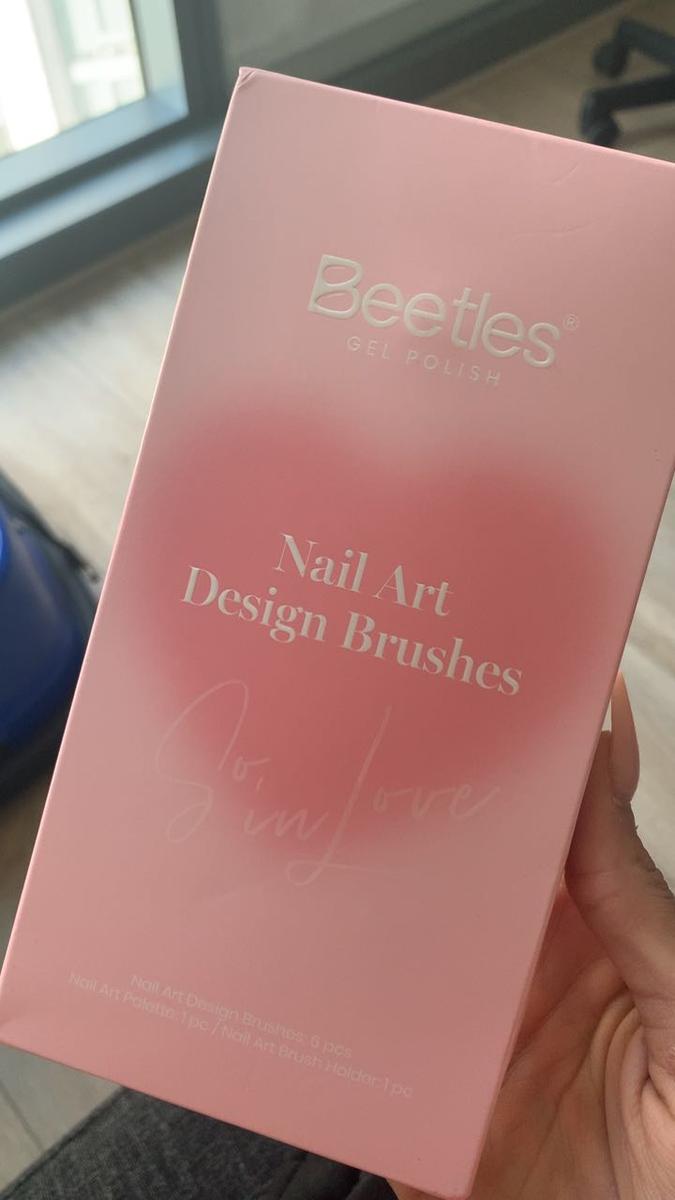 Beetles®
GEL POLISH
Nail Art
Design Brushes
So in Love
Nail Art Design Brushes: 6 pcs
Nail Art Palette: 1 pc / Nail Art Brush Holder: 1 pc